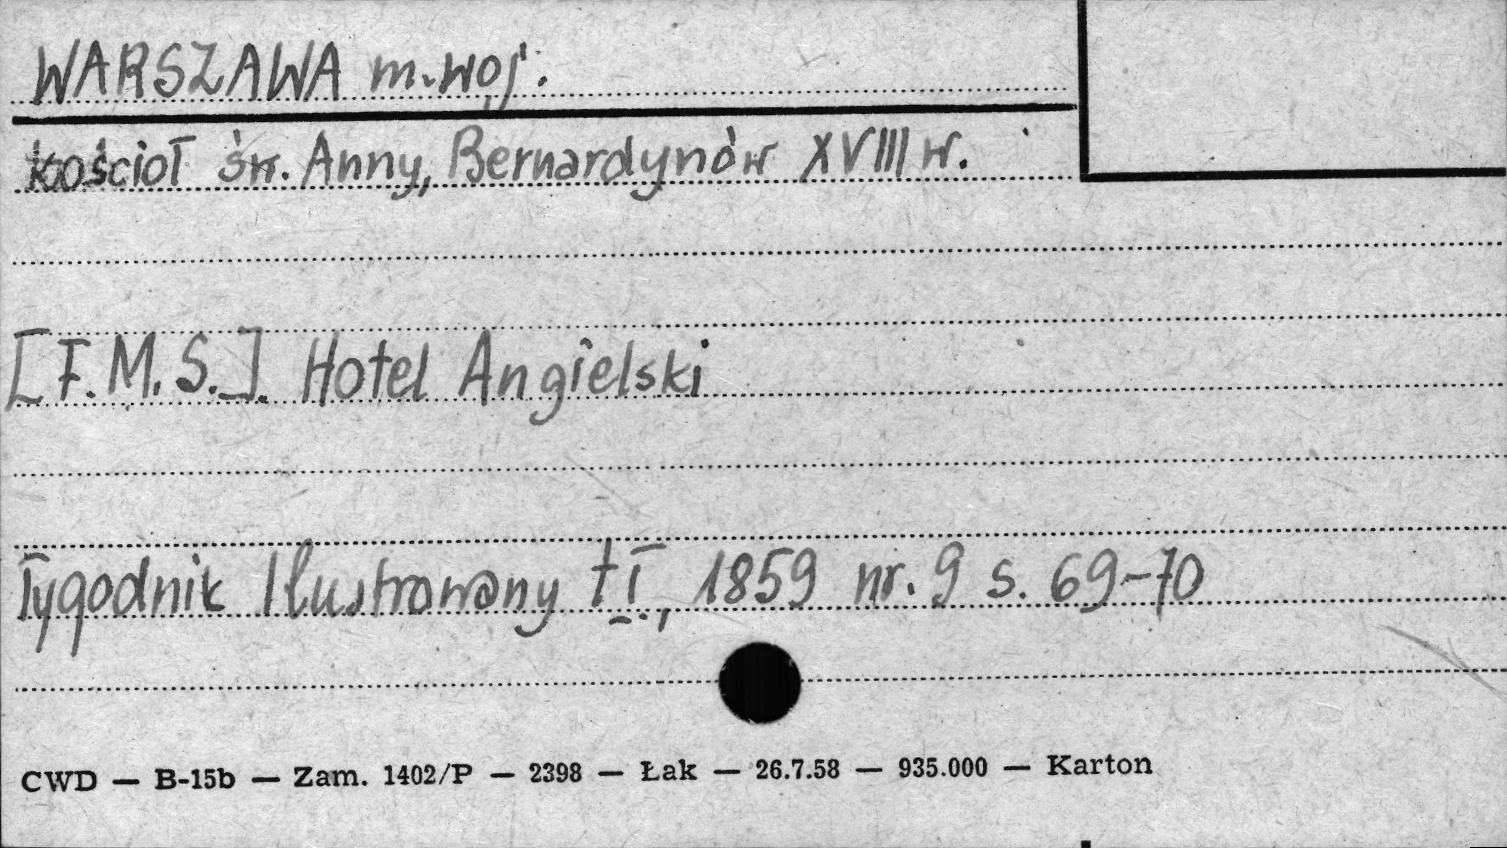 WARSZAWA m.woj.
kościoł św. Anny, Bernardynów XVIII w.
[F.M.S.]. Hotel Angielski
Tygodnik Ilustrowany t I, 1859 nr. 9 s. 69-70
CWD — B-15b — Zam. 1402/P — 2398 — Łak — 26.7.58 — 935.000 — Karton